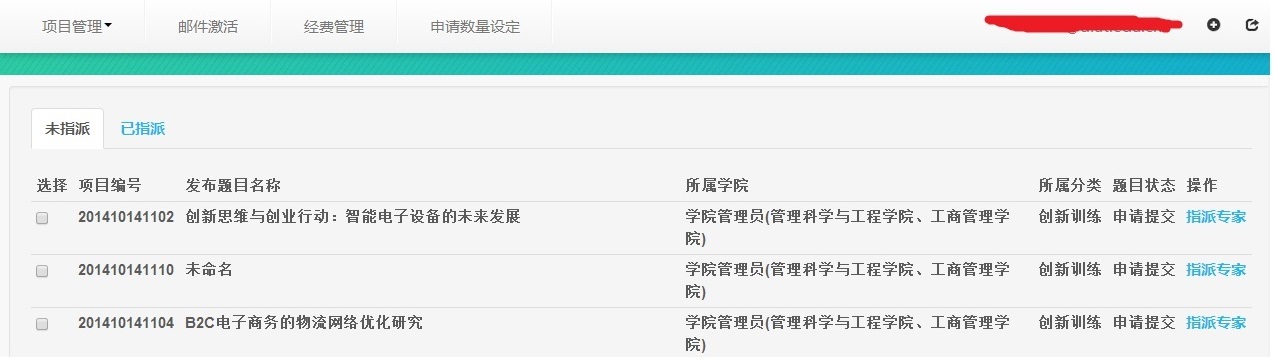 项目管理 邮件激活 经费管理 申请数量设定
未指派 已指派
选择 项目编号 发布题目名称 所属学院 所属分类 题目状态 操作
201410141102 创新思维与创业行动：智能电子设备的未来发展 学院管理员(管理科学与工程学院、工商管理学 创新训练 申请提交 指派专家
院)
201410141110 未命名 学院管理员(管理科学与工程学院、工商管理学 创新训练 申请提交 指派专家
院)
201410141104 B2C电子商务的物流网络优化研究 学院管理员(管理科学与工程学院、工商管理学 创新训练 申请提交 指派专家
院)